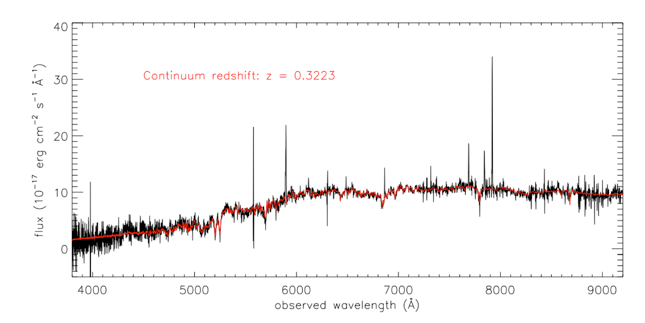 40
30
20
10
0
Continuum redshift: z = 0.3223
flux (10⁻¹⁷ erg cm⁻² s⁻¹ Å⁻¹)
4000 5000 6000 7000 8000 9000
observed wavelength (Å)